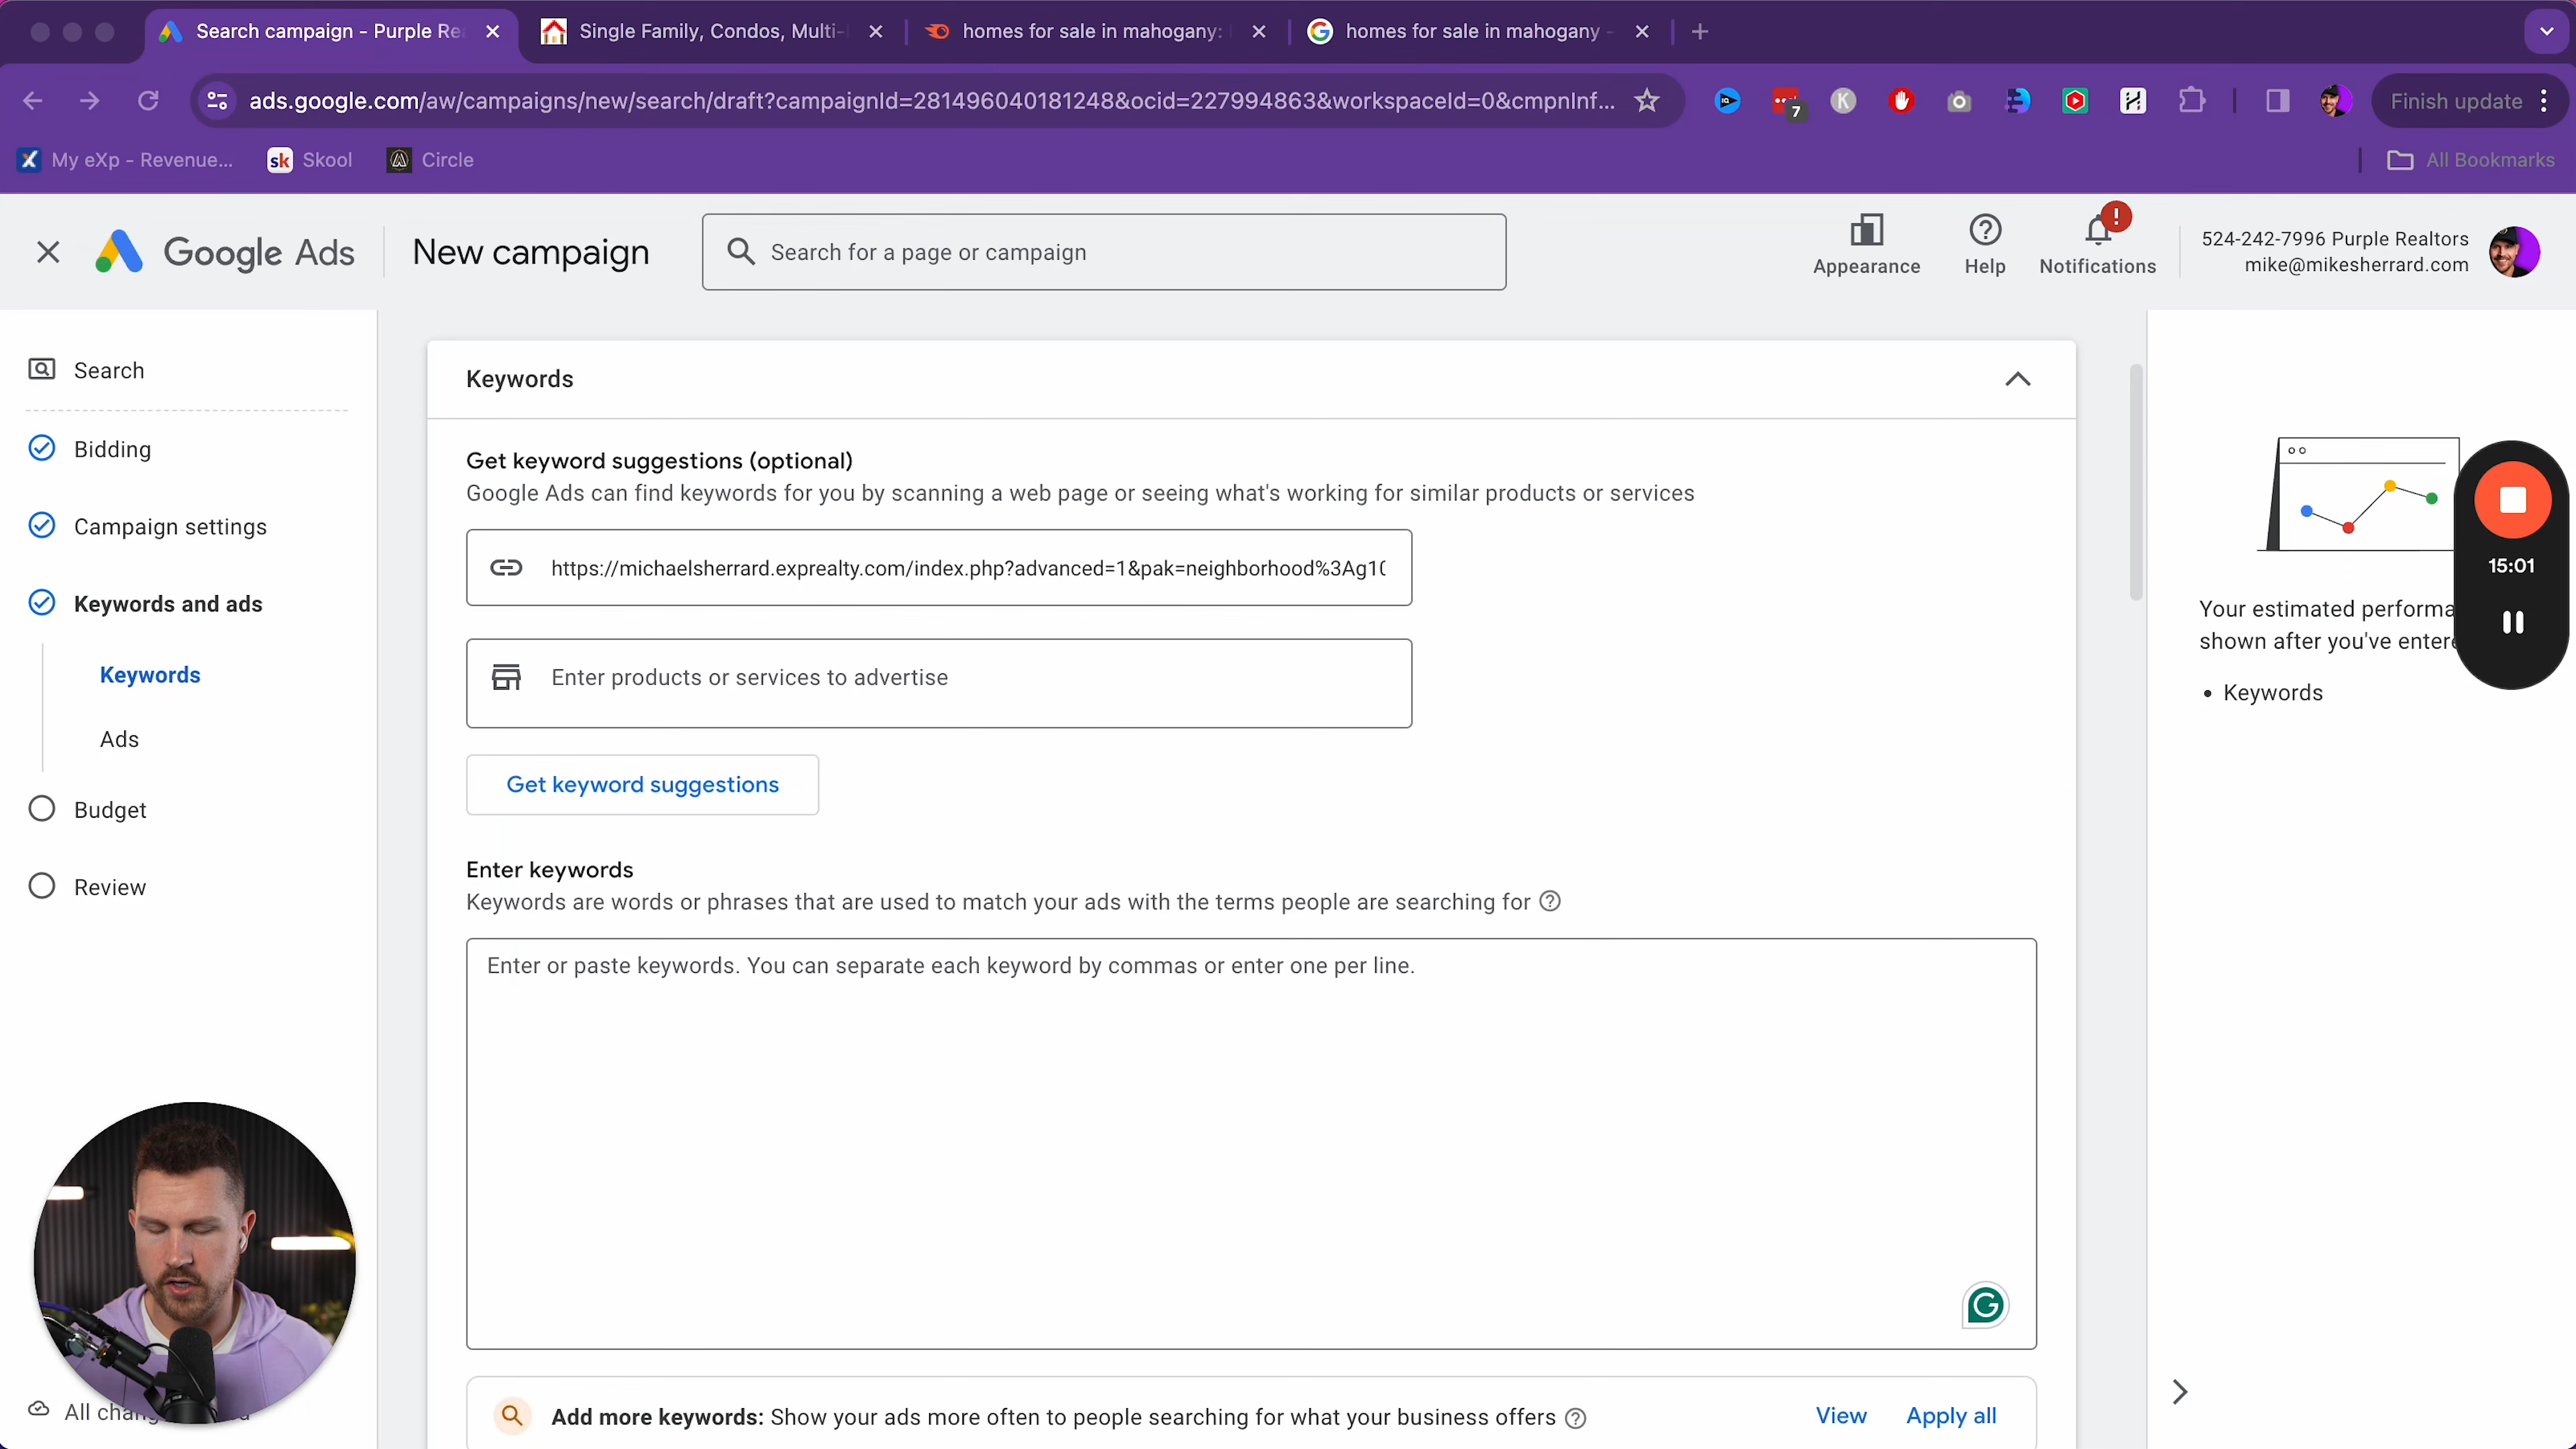 Search campaign - Purple Rea
Single Family, Condos, Multi-
homes for sale in mahogany:
homes for sale in mahogany -
ads.google.com/aw/campaigns/new/search/draft?campaignId=281496040181248&ocid=227994863&workspaceId=0&cmpnInf...
7
K
Finish update
My eXp - Revenue...
sk Skool
Circle
All Bookmarks
Google Ads
New campaign
Search for a page or campaign
Appearance
Help
Notifications
524-242-7996 Purple Realtors
mike@mikesherrard.com
Search
Bidding
Campaign settings
Keywords and ads
Keywords
Ads
Budget
Review
All chan
Keywords
Get keyword suggestions (optional)
Google Ads can find keywords for you by scanning a web page or seeing what's working for similar products or services
https://michaelsherrard.exprealty.com/index.php?advanced=1&pak=neighborhood%3Ag10
Enter products or services to advertise
Get keyword suggestions
Enter keywords
Keywords are words or phrases that are used to match your ads with the terms people are searching for
Enter or paste keywords. You can separate each keyword by commas or enter one per line.
Add more keywords: Show your ads more often to people searching for what your business offers
View
Apply all
Your estimated performa
shown after you've entere
• Keywords
15:01